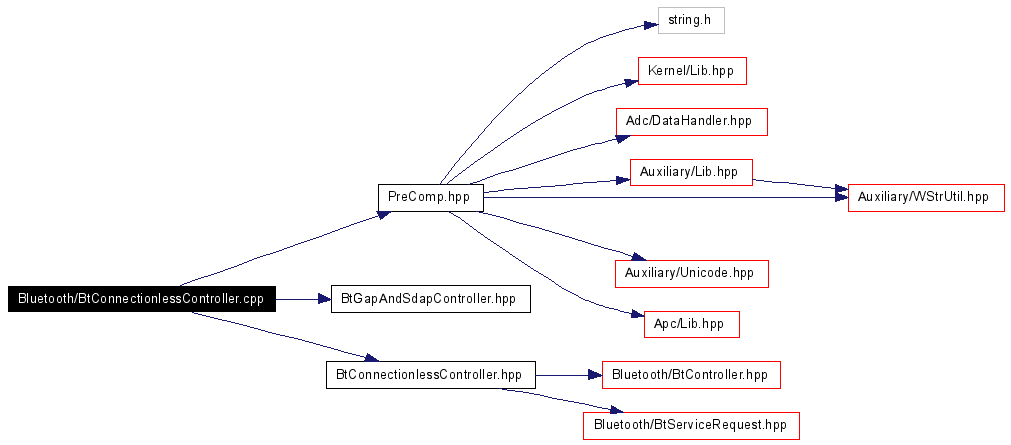 string.h
Kernel/Lib.hpp
Adc/DataHandler.hpp
Auxiliary/Lib.hpp
PreComp.hpp
Auxiliary/WStrUtil.hpp
Auxiliary/Unicode.hpp
Bluetooth/BtConnectionlessController.cpp
BtGapAndSdapController.hpp
Apc/Lib.hpp
BtConnectionlessController.hpp
Bluetooth/BtController.hpp
Bluetooth/BtServiceRequest.hpp